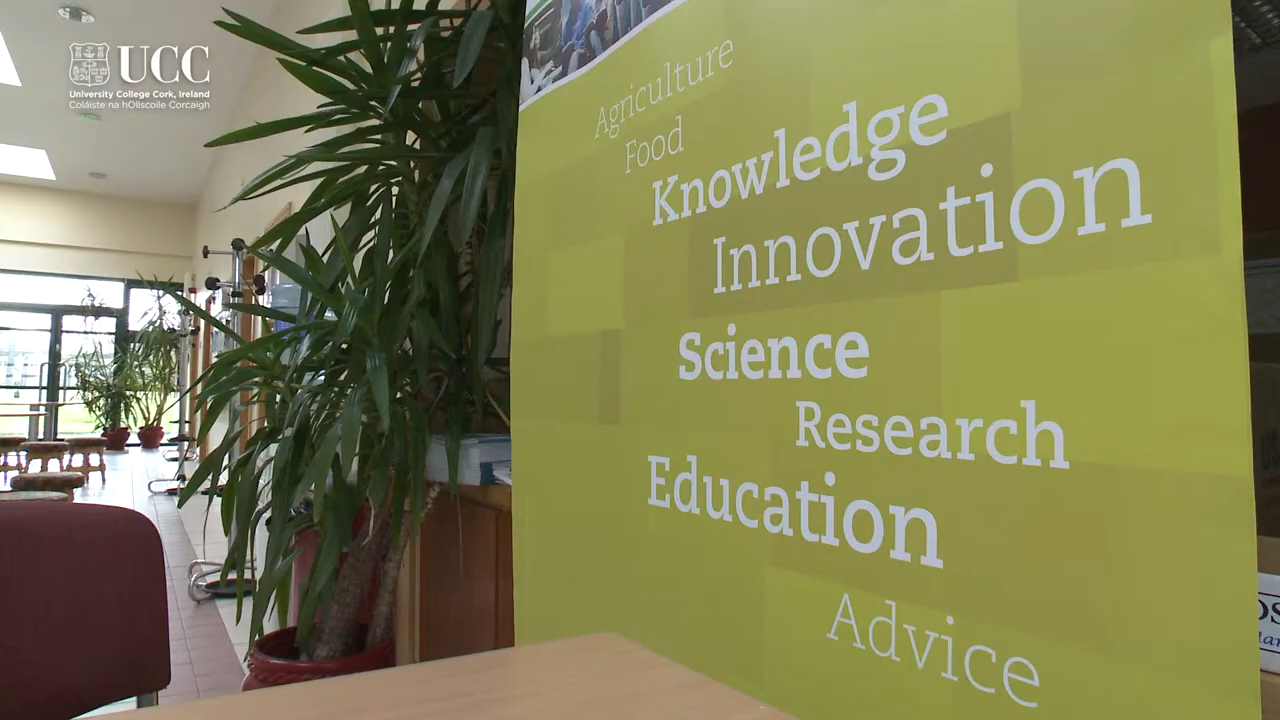 UCC
University College Cork, Ireland
Coláiste na hOllscoile Corcaigh
Agriculture
Food
Knowledge
Innovation
Science
Research
Education
Advice